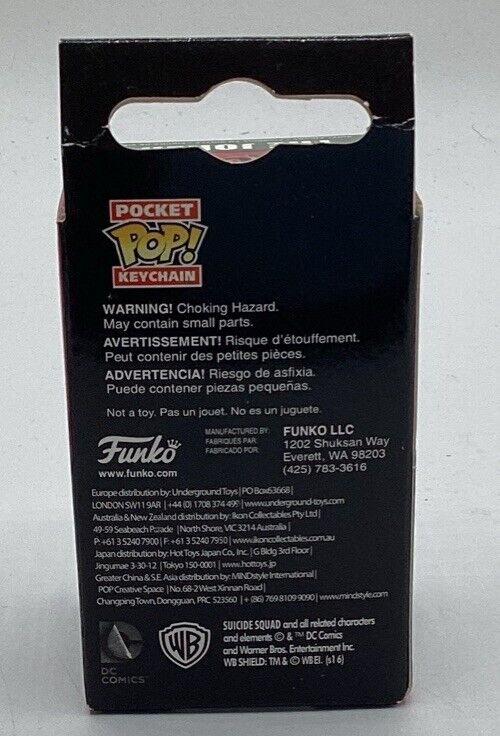 POCKET
POP!
KEYCHAIN
WARNING! Choking Hazard.
May contain small parts.
AVERTISSEMENT! Risque d'étouffement.
Peut contenir des petites pièces.
ADVERTENCIA! Riesgo de asfixia.
Puede contener piezas pequeñas.
Not a toy. Pas un jouet. No es un juguete.
Funko
www.funko.com
MANUFACTURED BY:
FABRIQUÉS PAR:
FABRICADO POR:
FUNKO LLC
1202 Shuksan Way
Everett, WA 98203
(425) 783-3616
Europe distribution by: Underground Toys | PO Box 63668 |
LONDON SW11 9AR | +44 (0) 1708 374 49 | www.underground-toys.com
Australia & New Zealand distribution by: Ikon Collectables Pty Ltd |
49-59 Seabeach Parade | North Shore, VIC 3214 Australia |
P: +61 3 5240 7900 | F: +61 3 5240 7950 | www.ikoncollectables.com.au
Japan distribution by: Hot Toys Japan Co., Inc. | G Bldg 3rd Floor |
Jingumae 3-30-12 | Tokyo 150-0001 | www.hottoys.jp
Greater China & S.E. Asia distribution by: MINDstyle International |
POP Creative Space | No. 68-2 West Xinnan Road |
Changping Town, Dongguan, PRC 523560 | + (86) 769 8109 9090 | www.mindstyle.com
DC
COMICS™
WB
SUICIDE SQUAD and all related characters
and elements © & ™ DC Comics
and Warner Bros. Entertainment Inc.
WB SHIELD: TM & © WBEI. (s16)